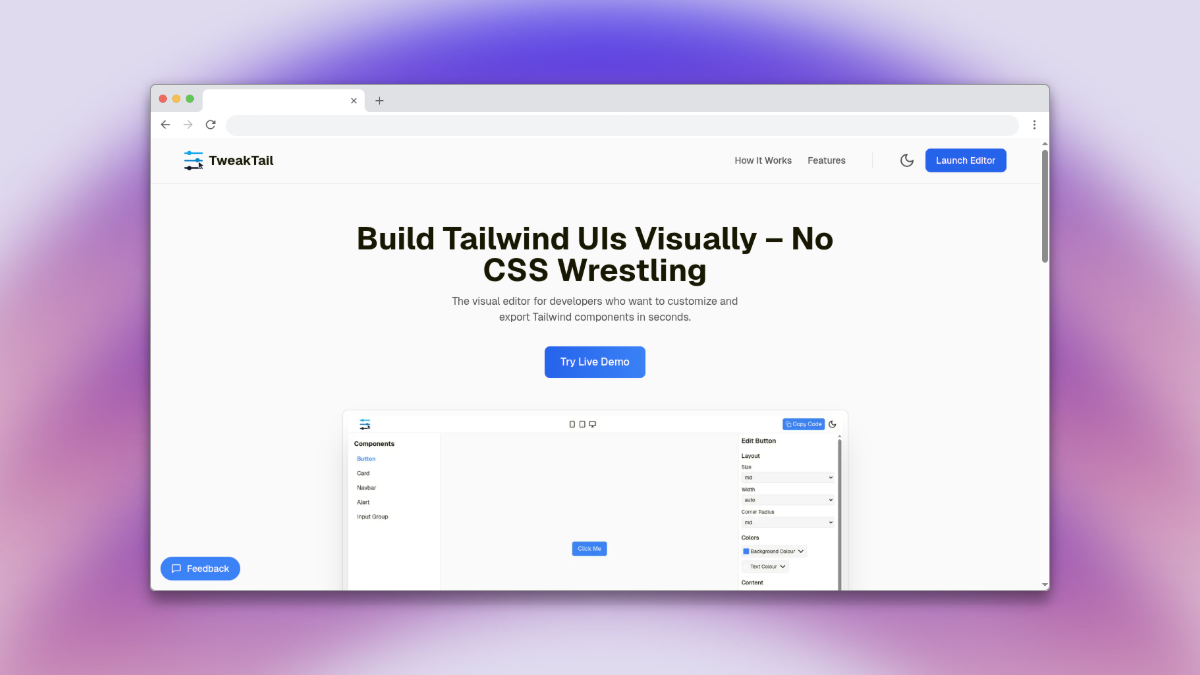 TweakTail
How It Works
Features
Launch Editor
Build Tailwind UIs Visually – No
CSS Wrestling
The visual editor for developers who want to customize and
export Tailwind components in seconds.
Try Live Demo
Copy Code
Components
Button
Card
Navbar
Alert
Input Group
Click Me
Edit Button
Layout
Size
md
Width
auto
Corner Radius
md
Colors
Background Colour
Text Colour
Content
Feedback